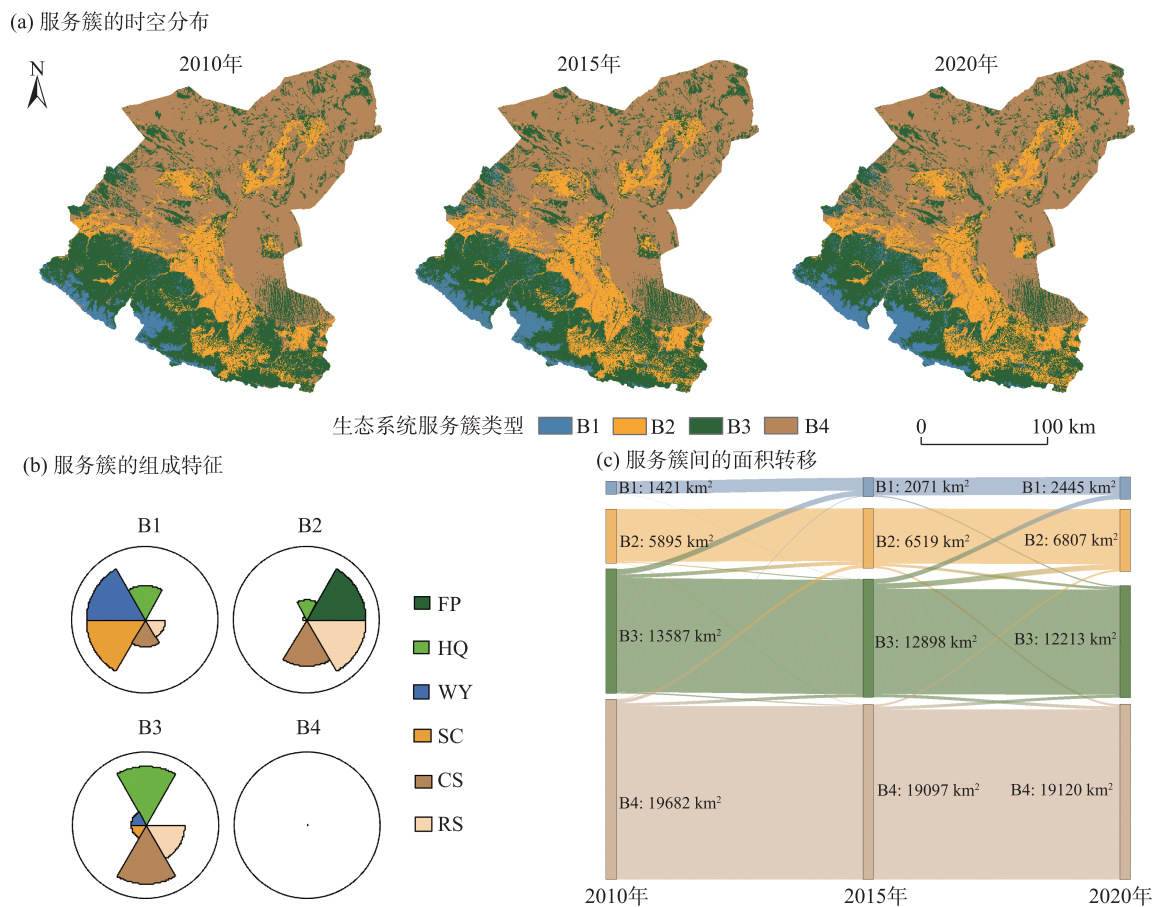 (a) 服务簇的时空分布
N
2010年
2015年
2020年
生态系统服务簇类型
B1
B2
B3
B4
0
100 km
(b) 服务簇的组成特征
B1
B2
B3
B4
FP
HQ
WY
SC
CS
RS
(c) 服务簇间的面积转移
B1: 1421 km²
B1: 2071 km²
B1: 2445 km²
B2: 5895 km²
B2: 6519 km²
B2: 6807 km²
B3: 13587 km²
B3: 12898 km²
B3: 12213 km²
B4: 19682 km²
B4: 19097 km²
B4: 19120 km²
2010年
2015年
2020年